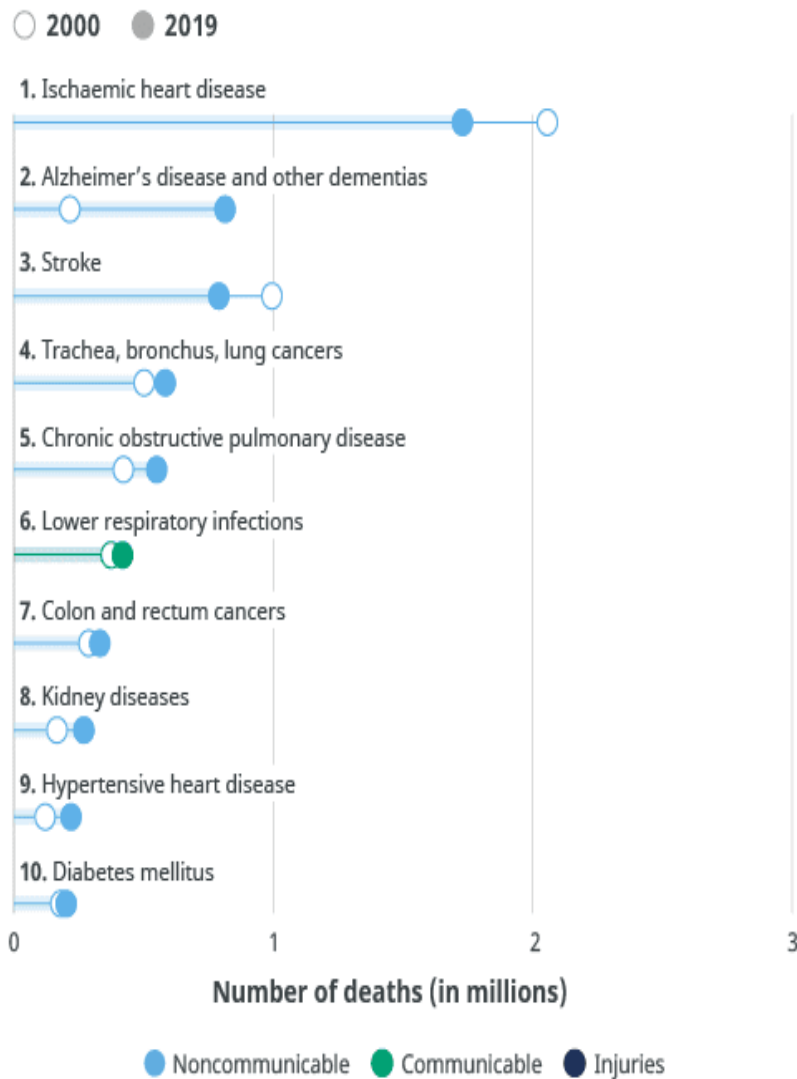 2000 2019
1. Ischaemic heart disease
2. Alzheimer’s disease and other dementias
3. Stroke
4. Trachea, bronchus, lung cancers
5. Chronic obstructive pulmonary disease
6. Lower respiratory infections
7. Colon and rectum cancers
8. Kidney diseases
9. Hypertensive heart disease
10. Diabetes mellitus
0 1 2 3
Number of deaths (in millions)
Noncommunicable Communicable Injuries